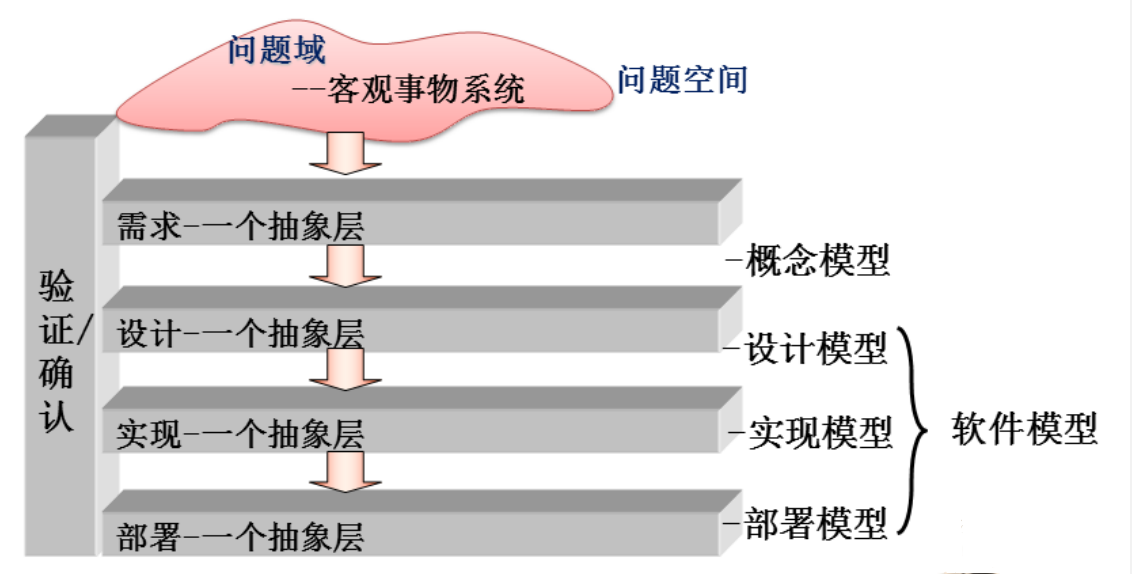 问题域
--客观事物系统
问题空间
验
证/
确
认
需求-一个抽象层
-概念模型
设计-一个抽象层
-设计模型
实现-一个抽象层
-实现模型
软件模型
部署-一个抽象层
-部署模型